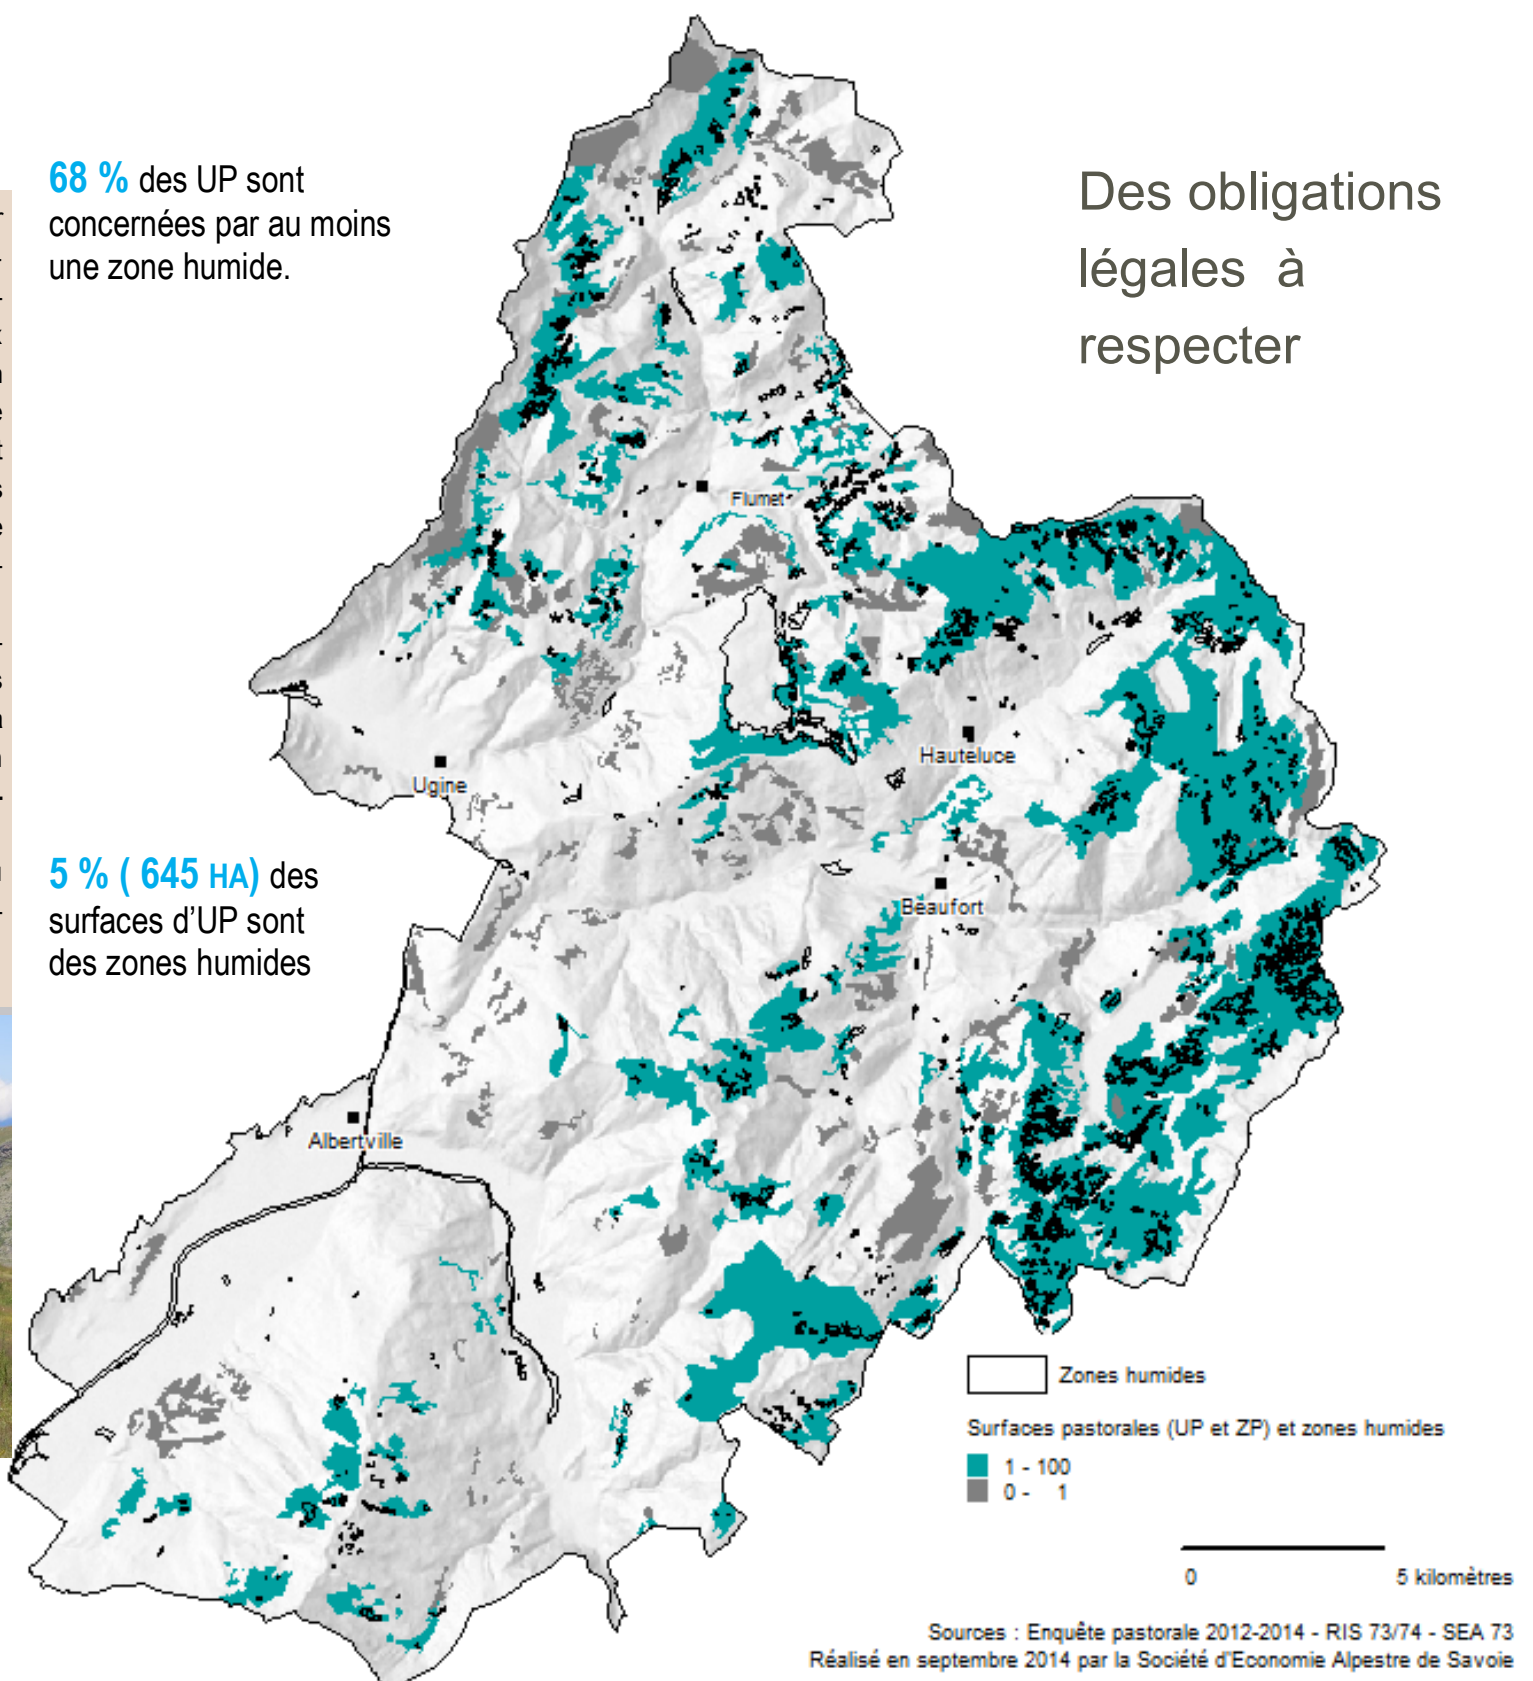 68 % des UP sont
concernées par au moins
une zone humide.
Des obligations
légales à
respecter
Flumet
Hauteluce
Ugine
5 % ( 645 HA) des
surfaces d'UP sont
des zones humides
Beaufort
Albertville
Zones humides
Surfaces pastorales (UP et ZP) et zones humides
1 - 100
0 - 1
0 5 kilomètres
Sources : Enquête pastorale 2012-2014 - RIS 73/74 - SEA 73
Réalisé en septembre 2014 par la Société d'Economie Alpestre de Savoie